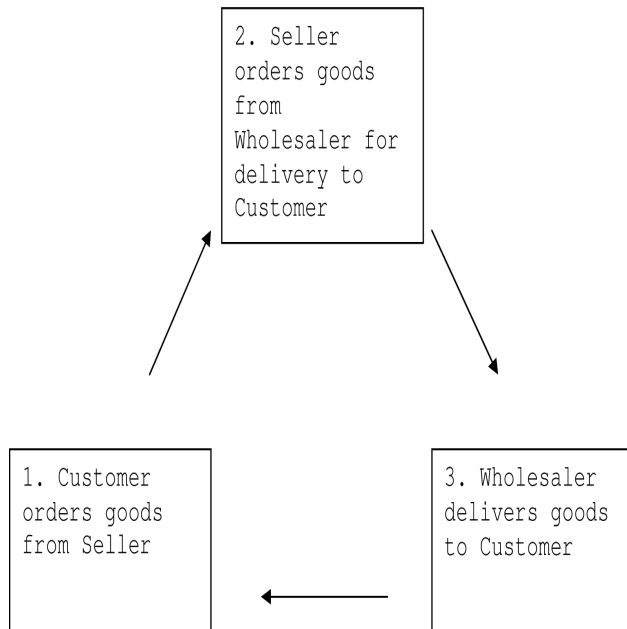 2. Seller
orders goods
from
Wholesaler for
delivery to
Customer
1. Customer
orders goods
from Seller
3. Wholesaler
delivers goods
to Customer